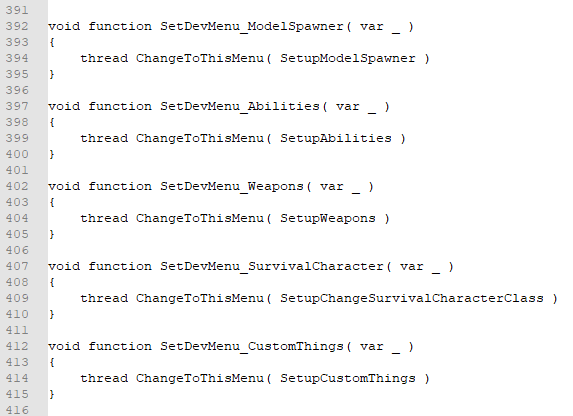 391
392 void function SetDevMenu_ModelSpawner( var _ )
393 {
394     thread ChangeToThisMenu( SetupModelSpawner )
395 }
396
397 void function SetDevMenu_Abilities( var _ )
398 {
399     thread ChangeToThisMenu( SetupAbilities )
400 }
401
402 void function SetDevMenu_Weapons( var _ )
403 {
404     thread ChangeToThisMenu( SetupWeapons )
405 }
406
407 void function SetDevMenu_SurvivalCharacter( var _ )
408 {
409     thread ChangeToThisMenu( SetupChangeSurvivalCharacterClass )
410 }
411
412 void function SetDevMenu_CustomThings( var _ )
413 {
414     thread ChangeToThisMenu( SetupCustomThings )
415 }
416